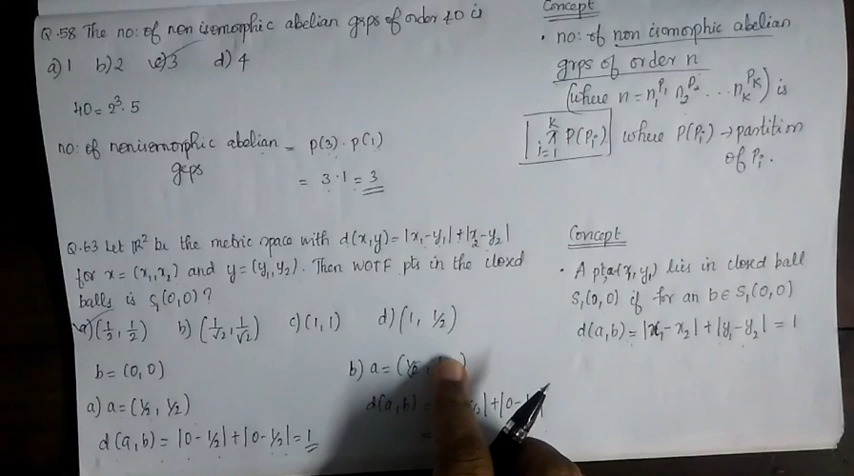 Q.58 The no: of non isomorphic abelian grps of order 40 is
a) 1 b) 2 c) 3 d) 4
40 = 2³·5
no: of nonisomorphic abelian grps = P(3)·P(1)
= 3·1 = 3
Concept
• no: of non isomorphic abelian
grps of order n
(where n = n₁^P₁ n₂^P₂ ... n_k^P_k) is
π_{i=1}^{k} P(P_i) where P(P_i) → partition
of P_i.
Q.63 Let ℝ² be the metric space with d(x,y) = |x₁-y₁|+|x₂-y₂|
for x = (x₁,x₂) and y = (y₁,y₂). Then WOTF pts in the closed
balls is S₁(0,0)?
a) (1/2, 1/2) b) (1/√2, 1/√2) c) (1,1) d) (1, 1/2)
b = (0,0)
a) a = (1/2, 1/2)
d(a,b) = |0-1/2|+|0-1/2| = 1
b) a = (
d(a,b) |+|0-
=
Concept
• A pt a(x₁,y₁) lies in closed ball
S₁(0,0) if for an b∈S₁(0,0)
d(a,b) = |x₁-x₂|+|y₁-y₂| = 1